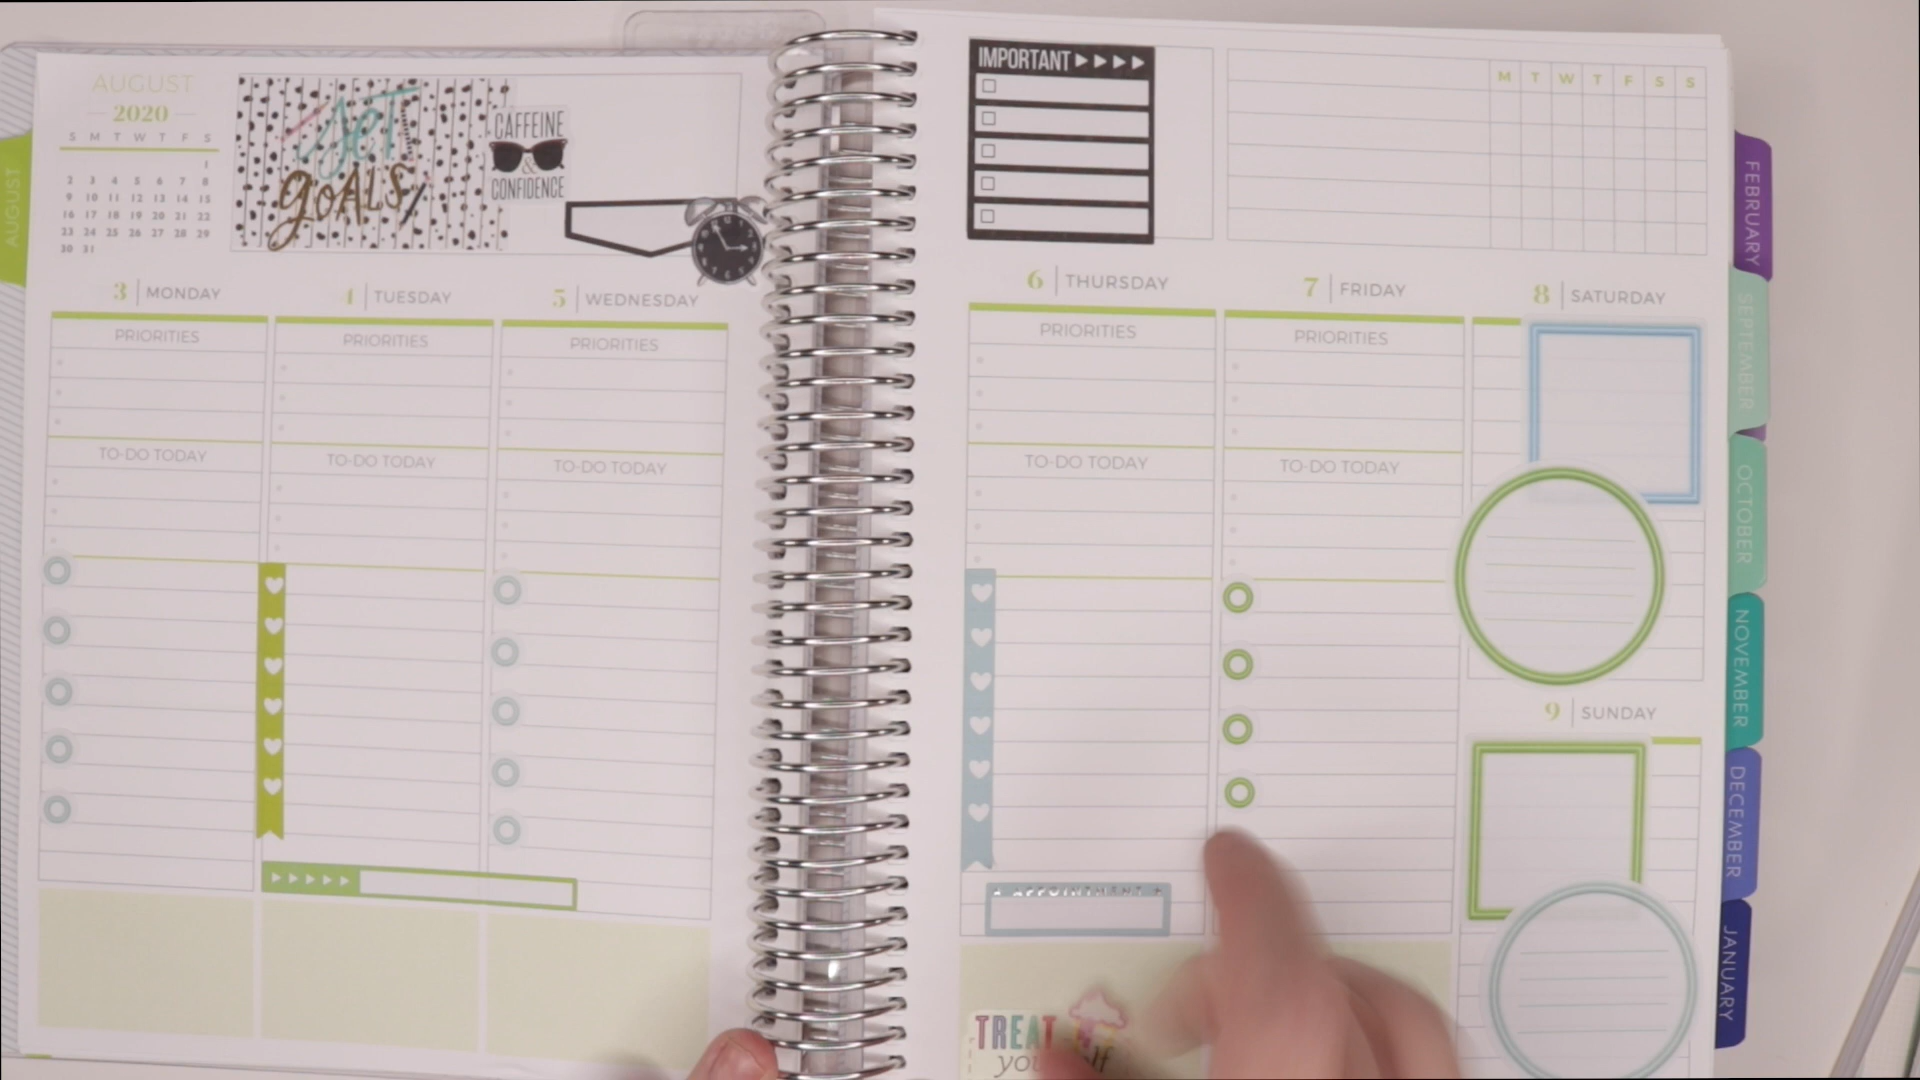 AUGUST
2020
S M T W T F S
1
2 3 4 5 6 7 8
9 10 11 12 13 14 15
16 17 18 19 20 21 22
23 24 25 26 27 28 29
30 31
AUGUST
SET
GOALS
CAFFEINE
&
CONFIDENCE
3 MONDAY
4 TUESDAY
5 WEDNESDAY
PRIORITIES
PRIORITIES
PRIORITIES
TO-DO TODAY
TO-DO TODAY
TO-DO TODAY
IMPORTANT
M T W T F S S
6 THURSDAY
7 FRIDAY
8 SATURDAY
PRIORITIES
PRIORITIES
TO-DO TODAY
TO-DO TODAY
9 SUNDAY
APPOINTMENT
TREAT
FEBRUARY
SEPTEMBER
OCTOBER
NOVEMBER
DECEMBER
JANUARY